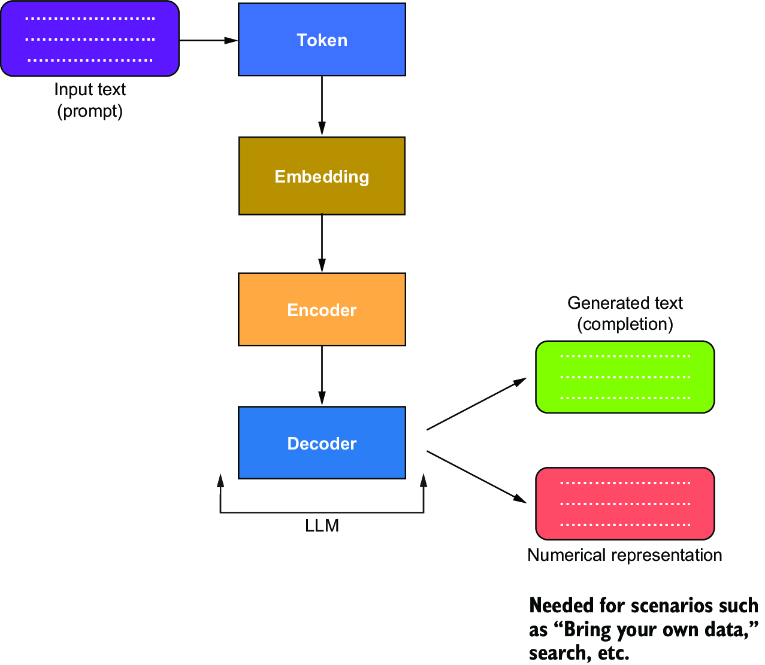 Token
Input text
(prompt)
Embedding
Encoder
Generated text
(completion)
Decoder
LLM
Numerical representation
Needed for scenarios such
as “Bring your own data,”
search, etc.